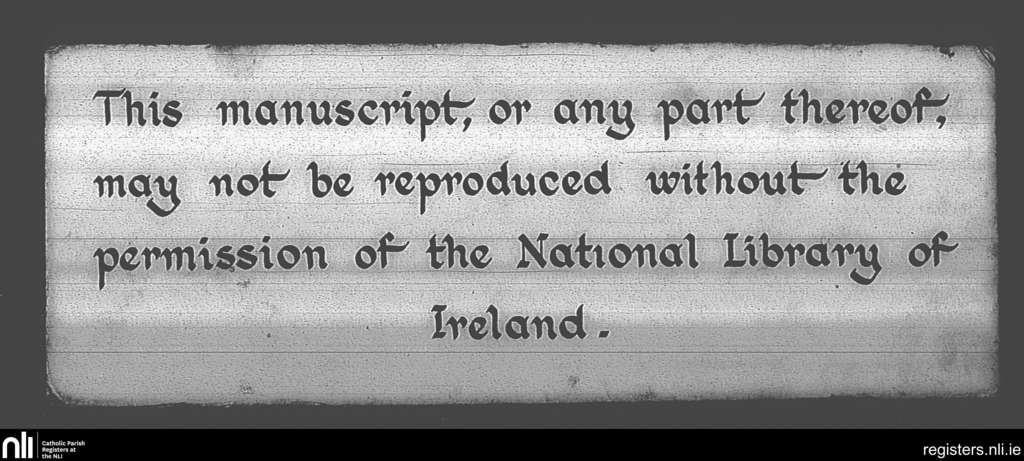 This manuscript, or any part thereof,
may not be reproduced without the
permission of the National Library of
Ireland.
nli
Catholic Parish
Registers at
the NLI
registers.nli.ie